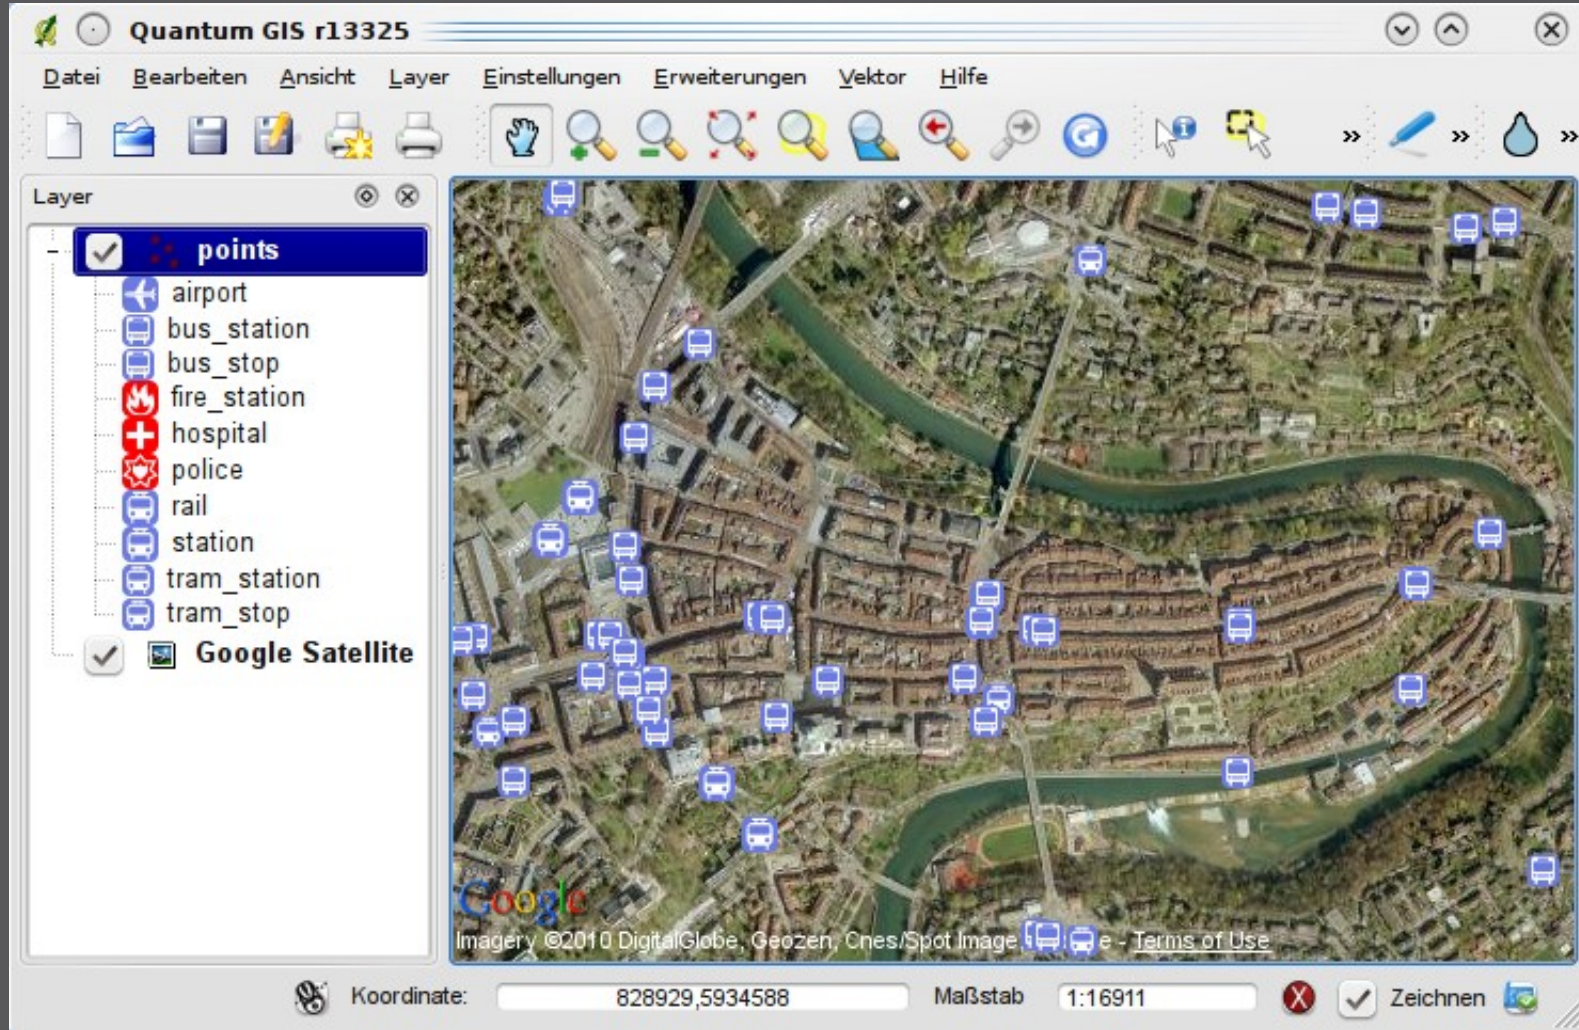 Quantum GIS r13325
Datei Bearbeiten Ansicht Layer Einstellungen Erweiterungen Vektor Hilfe
Layer
points
airport
bus_station
bus_stop
fire_station
hospital
police
rail
station
tram_station
tram_stop
Google Satellite
Google
Imagery ©2010 DigitalGlobe, Geozen, Cnes/Spot Image - Terms of Use
Koordinate: 828929,5934588 Maßstab 1:16911 Zeichnen